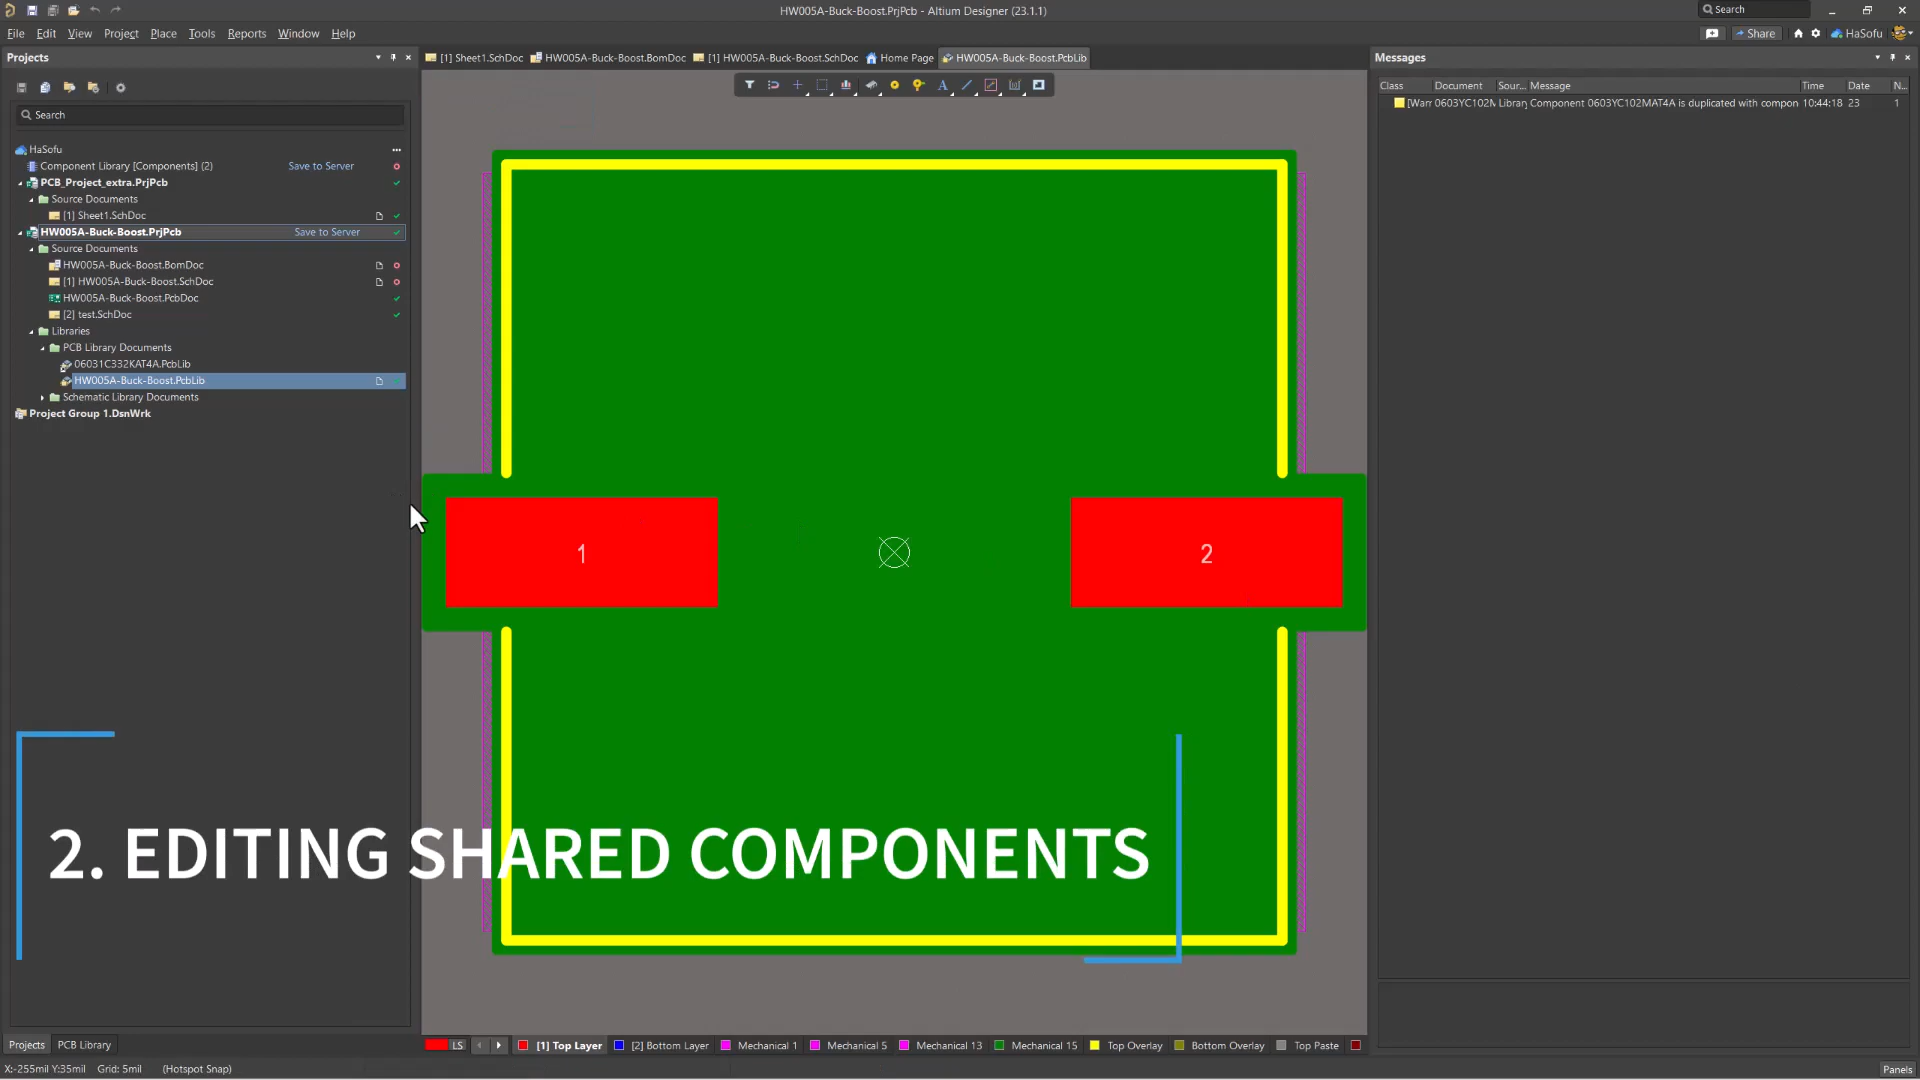 HW005A-Buck-Boost.PrjPcb - Altium Designer (23.1.1)
Search
File Edit View Project Place Tools Reports Window Help
Share
HaSofu
Projects
[1] Sheet1.SchDoc
HW005A-Buck-Boost.BomDoc
[1] HW005A-Buck-Boost.SchDoc
Home Page
HW005A-Buck-Boost.PcbLib
Messages
Class Document Sour... Message Time Date N...
[Warr 0603YC102M Library Component 0603YC102MAT4A is duplicated with compon 10:44:18 23 1
Search
HaSofu
Component Library [Components] (2) Save to Server
PCB_Project_extra.PrjPcb
Source Documents
[1] Sheet1.SchDoc
HW005A-Buck-Boost.PrjPcb Save to Server
Source Documents
HW005A-Buck-Boost.BomDoc
[1] HW005A-Buck-Boost.SchDoc
HW005A-Buck-Boost.PcbDoc
[2] test.SchDoc
Libraries
PCB Library Documents
06031C332KAT4A.PcbLib
HW005A-Buck-Boost.PcbLib
Schematic Library Documents
Project Group 1.DsnWrk
1
2
2. EDITING SHARED COMPONENTS
Projects
PCB Library
LS
[1] Top Layer
[2] Bottom Layer
Mechanical 1
Mechanical 5
Mechanical 13
Mechanical 15
Top Overlay
Bottom Overlay
Top Paste
X:-255mil Y:35mil Grid: 5mil (Hotspot Snap)
Panels